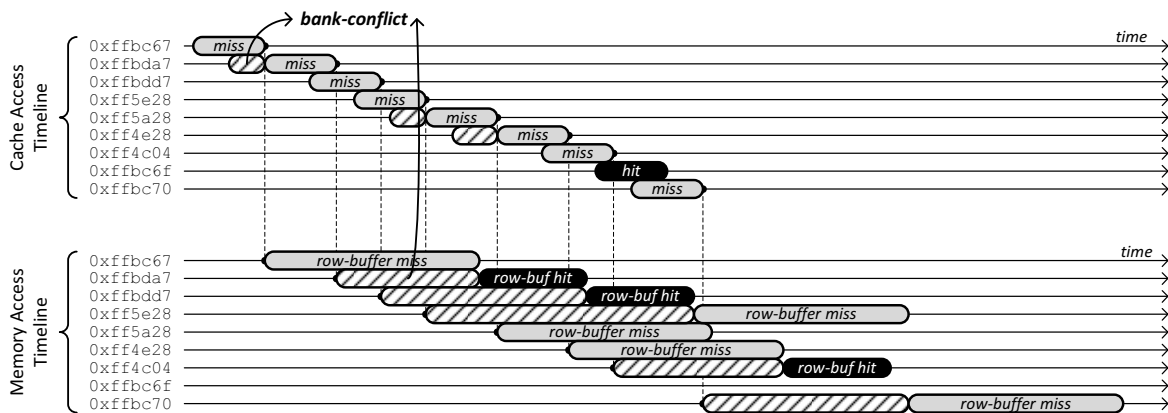 bank-conflict
time
Cache Access
Timeline
0xffbc67 miss
0xffbda7 miss
0xffbdd7 miss
0xff5e28 miss
0xff5a28 miss
0xff4e28 miss
0xff4c04 miss
0xffbc6f hit
0xffbc70 miss
time
Memory Access
Timeline
0xffbc67 row-buffer miss
0xffbda7 row-buf hit
0xffbdd7 row-buf hit
0xff5e28 row-buffer miss
0xff5a28 row-buffer miss
0xff4e28 row-buffer miss
0xff4c04 row-buf hit
0xffbc6f
0xffbc70 row-buffer miss